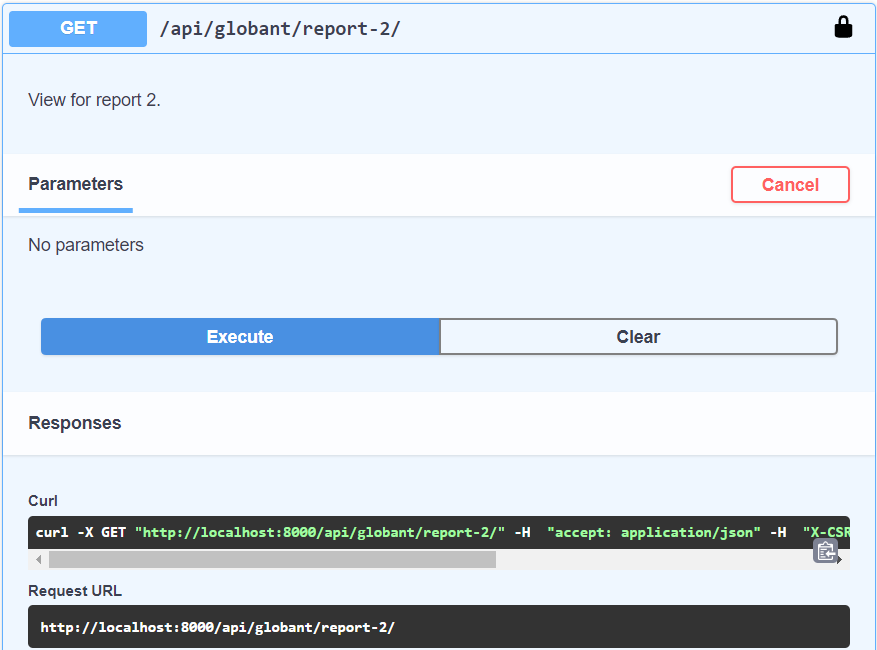 GET /api/globant/report-2/
View for report 2.
Parameters Cancel
No parameters
Execute Clear
Responses
Curl
curl -X GET "http://localhost:8000/api/globant/report-2/" -H  "accept: application/json" -H  "X-CSR
Request URL
http://localhost:8000/api/globant/report-2/